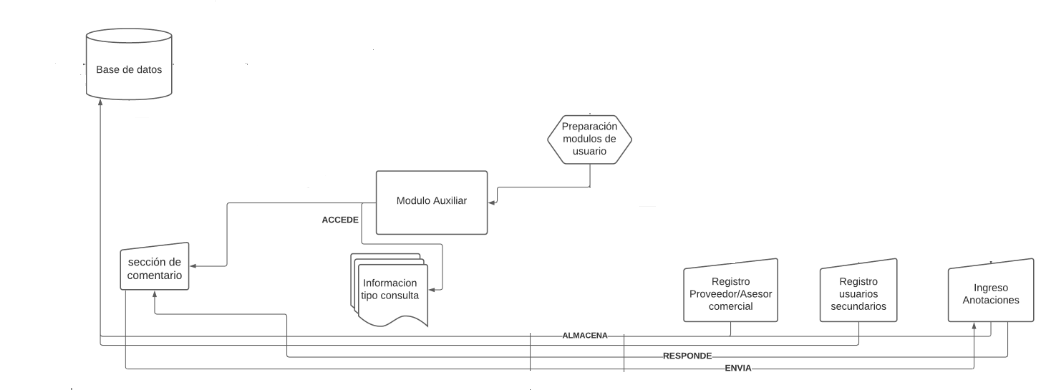 Base de datos
Preparación
modulos de
usuario
Modulo Auxiliar
ACCEDE
sección de
comentario
Informacion
tipo consulta
Registro
Proveedor/Asesor
comercial
Registro
usuarios
secundarios
Ingreso
Anotaciones
ALMACENA
RESPONDE
ENVIA